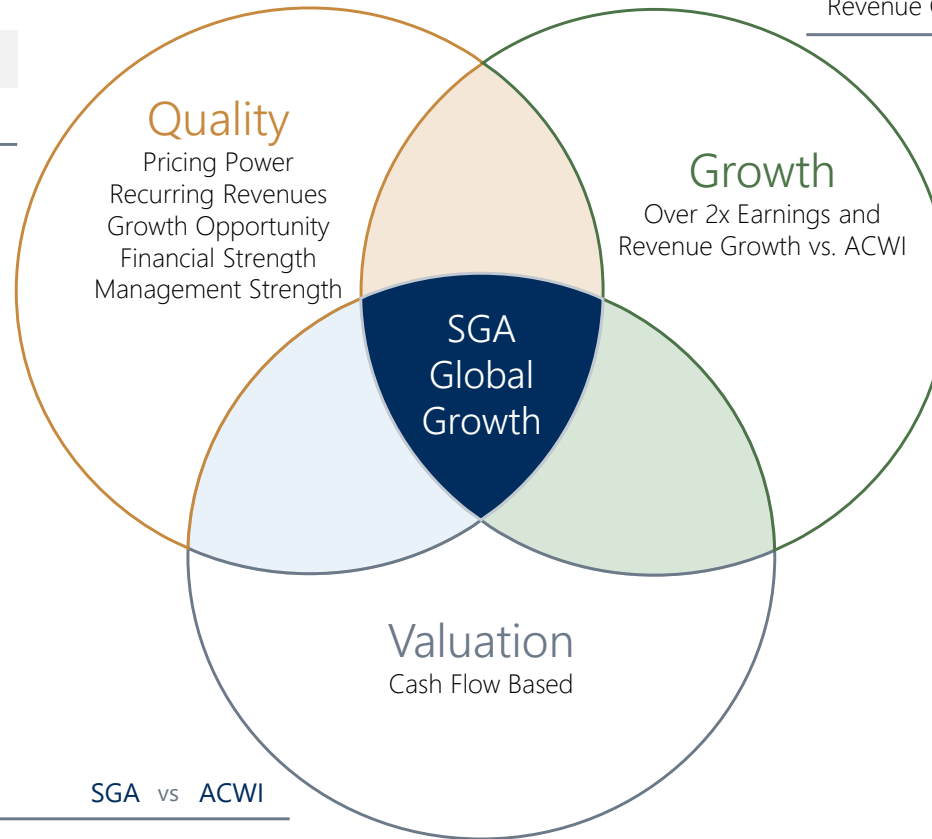 Revenue
Quality
Pricing Power
Recurring Revenues
Growth Opportunity
Financial Strength
Management Strength
Growth
Over 2x Earnings and
Revenue Growth vs. ACWI
SGA
Global
Growth
Valuation
Cash Flow Based
SGA vs ACWI